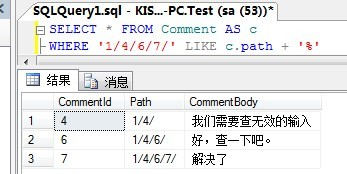 SQLQuery1.sql - KIS...-PC.Test (sa (53))*
SELECT * FROM Comment AS c
WHERE '1/4/6/7/' LIKE c.path + '%'
结果 消息
CommentId Path CommentBody
1 4 1/4/ 我们需要查无效的输入
2 6 1/4/6/ 好，查一下吧。
3 7 1/4/6/7/ 解决了